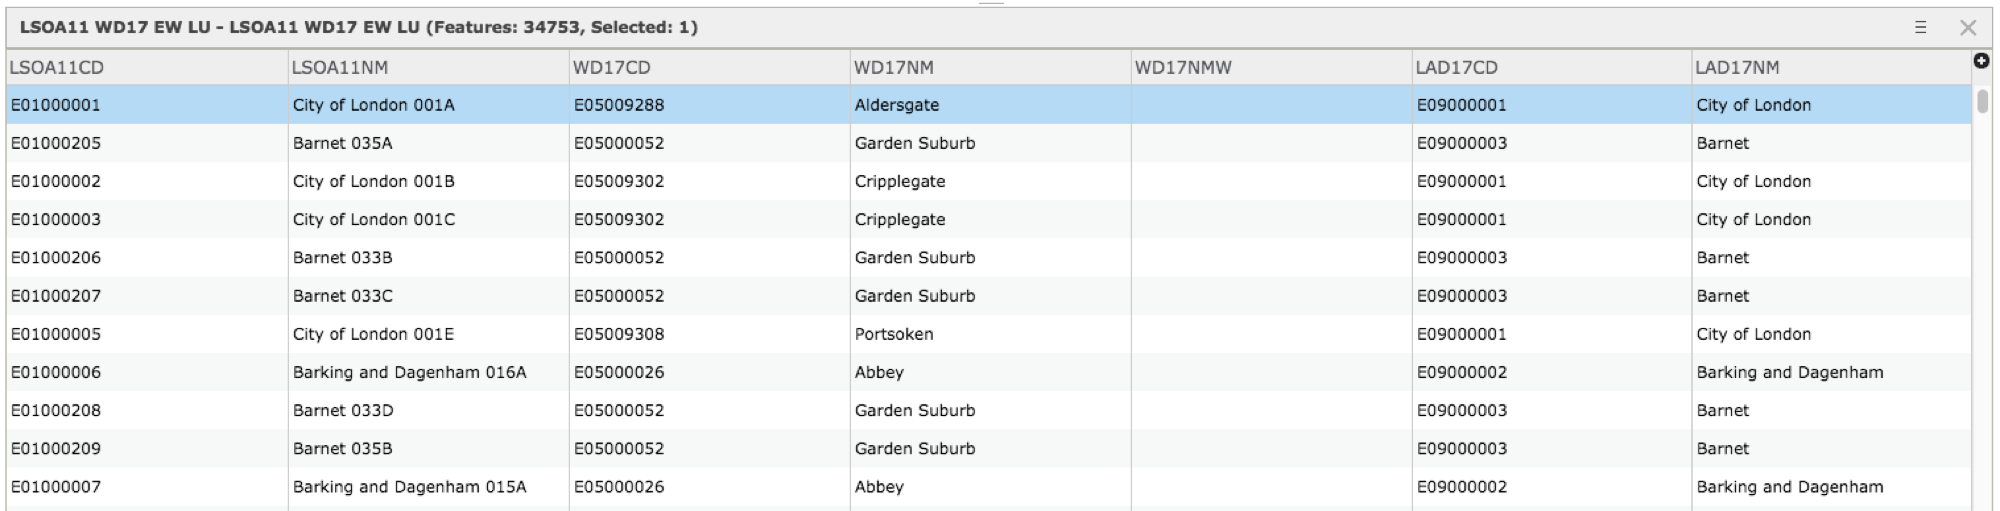 LSOA11 WD17 EW LU - LSOA11 WD17 EW LU (Features: 34753, Selected: 1)
LSOA11CD LSOA11NM WD17CD WD17NM WD17NMW LAD17CD LAD17NM
E01000001 City of London 001A E05009288 Aldersgate E09000001 City of London
E01000205 Barnet 035A E05000052 Garden Suburb E09000003 Barnet
E01000002 City of London 001B E05009302 Cripplegate E09000001 City of London
E01000003 City of London 001C E05009302 Cripplegate E09000001 City of London
E01000206 Barnet 033B E05000052 Garden Suburb E09000003 Barnet
E01000207 Barnet 033C E05000052 Garden Suburb E09000003 Barnet
E01000005 City of London 001E E05009308 Portsoken E09000001 City of London
E01000006 Barking and Dagenham 016A E05000026 Abbey E09000002 Barking and Dagenham
E01000208 Barnet 033D E05000052 Garden Suburb E09000003 Barnet
E01000209 Barnet 035B E05000052 Garden Suburb E09000003 Barnet
E01000007 Barking and Dagenham 015A E05000026 Abbey E09000002 Barking and Dagenham